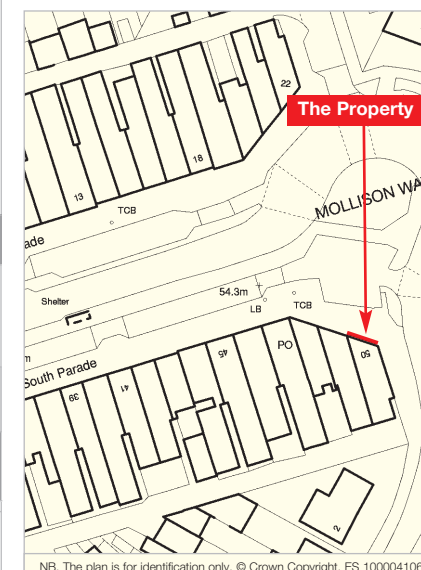 22
The Property
18
13
TCB
MOLLISON WA
ade
54.3m
Shelter
LB
TCB
m
PO
45
50
South Parade
41
39
2
NB. The plan is for identification only. © Crown Copyright, ES 100004106